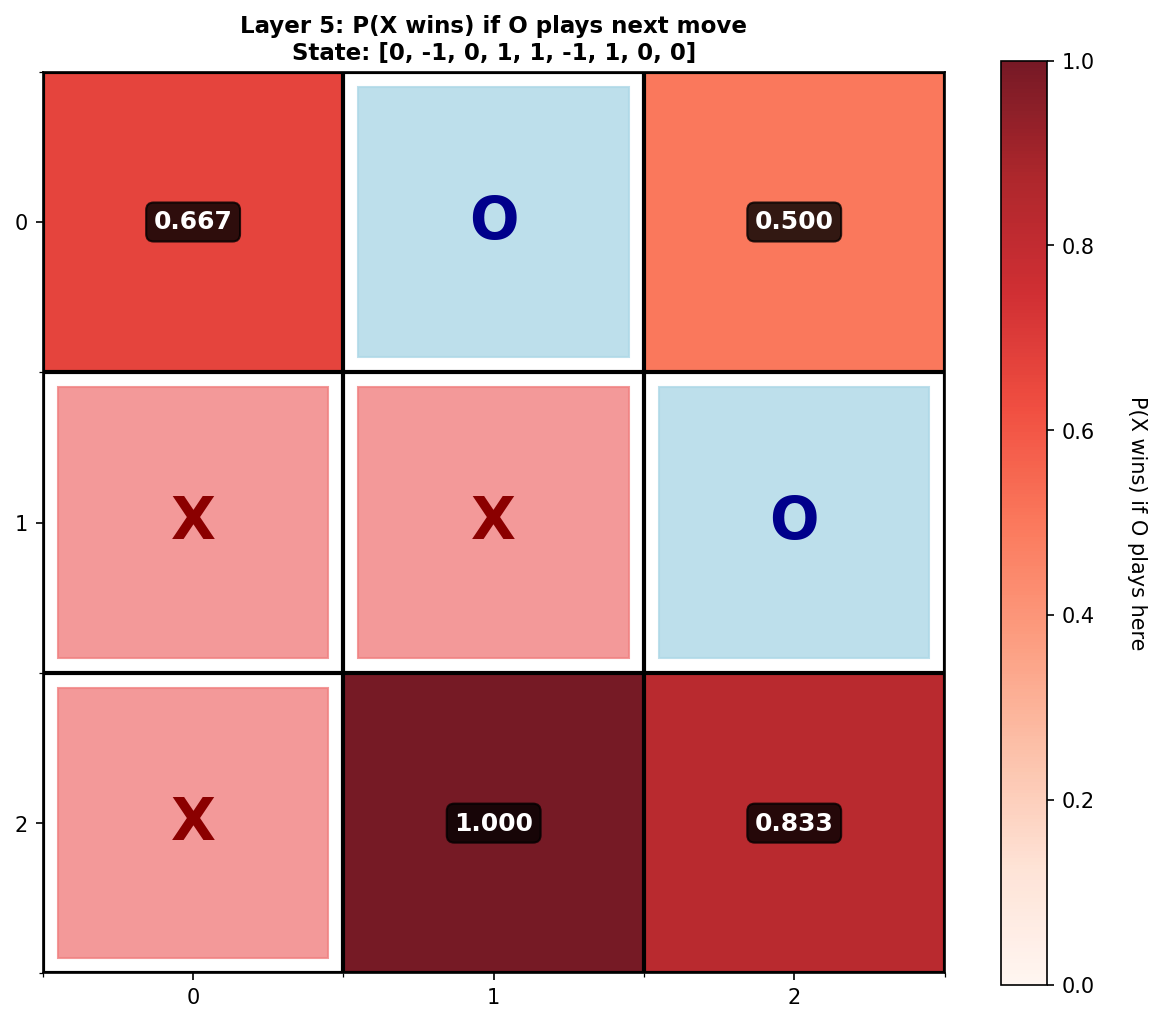 Layer 5: P(X wins) if O plays next move
State: [0, -1, 0, 1, 1, -1, 1, 0, 0]
0
0.667
O
0.500
1
X
X
O
2
X
1.000
0.833
0
1
2
1.0
0.8
0.6
0.4
0.2
0.0
P(X wins) if O plays here